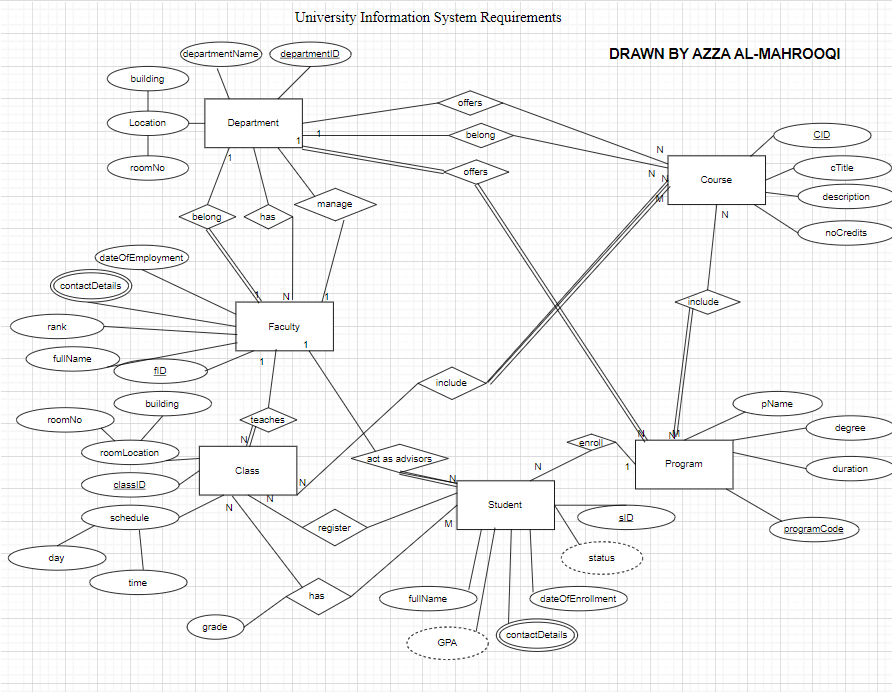 University Information System Requirements
DRAWN BY AZZA AL-MAHROOQI
departmentName
departmentID
building
Location
roomNo
Department
1
1
1
offers
belong
offers
N
N
N
M
Course
N
CID
cTitle
description
noCredits
belong
has
manage
dateOfEmployment
contactDetails
rank
fullName
fID
1
N
1
Faculty
1
1
include
include
building
roomNo
roomLocation
classID
schedule
day
time
teaches
N
Class
N
N
N
act as advisors
N
enroll
N
1
N
N
M
Program
pName
degree
duration
programCode
register
has
grade
M
Student
sID
status
fullName
GPA
dateOfEnrollment
contactDetails